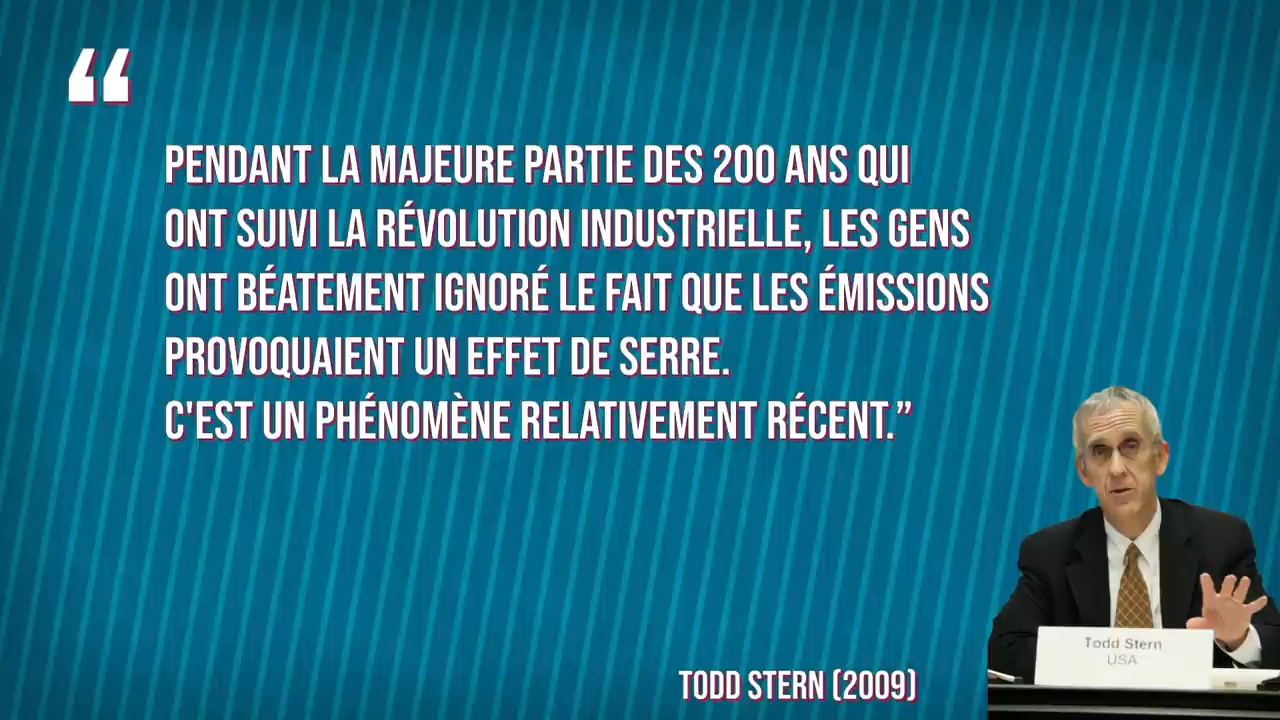 “
PENDANT LA MAJEURE PARTIE DES 200 ANS QUI
ONT SUIVI LA RÉVOLUTION INDUSTRIELLE, LES GENS
ONT BÉATEMENT IGNORÉ LE FAIT QUE LES ÉMISSIONS
PROVOQUAIENT UN EFFET DE SERRE.
C'EST UN PHÉNOMÈNE RELATIVEMENT RÉCENT.”
Todd Stern
USA
TODD STERN (2009)